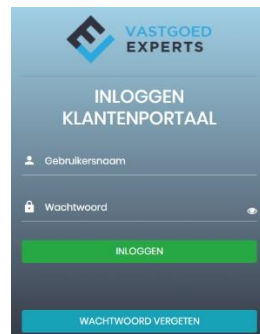 VASTGOED
EXPERTS
INLOGGEN
KLANTENPORTAAL
Gebruikersnaam
Wachtwoord
INLOGGEN
WACHTWOORD VERGETEN